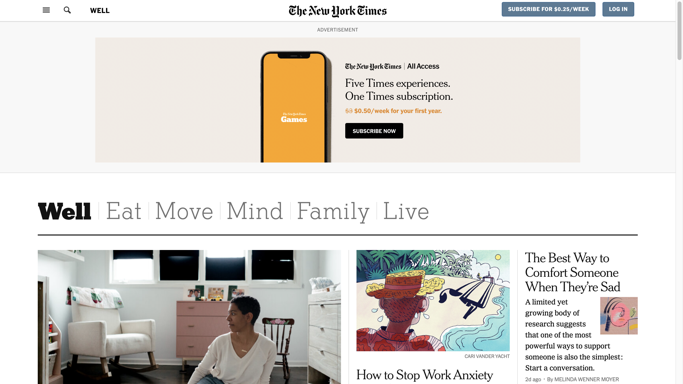 WELL
The New York Times
SUBSCRIBE FOR $0.25/WEEK
LOG IN
ADVERTISEMENT
The New York Times | All Access
Five Times experiences.
One Times subscription.
$3 $0.50/week for your first year.
SUBSCRIBE NOW
The New York Times
Games
Well Eat Move Mind Family Live
CARI VANDER YACHT
How to Stop Work Anxiety
The Best Way to
Comfort Someone
When They're Sad
A limited yet
growing body of
research suggests
that one of the most
powerful ways to support
someone is also the simplest:
Start a conversation.
2d ago · By MELINDA WENNER MOYER